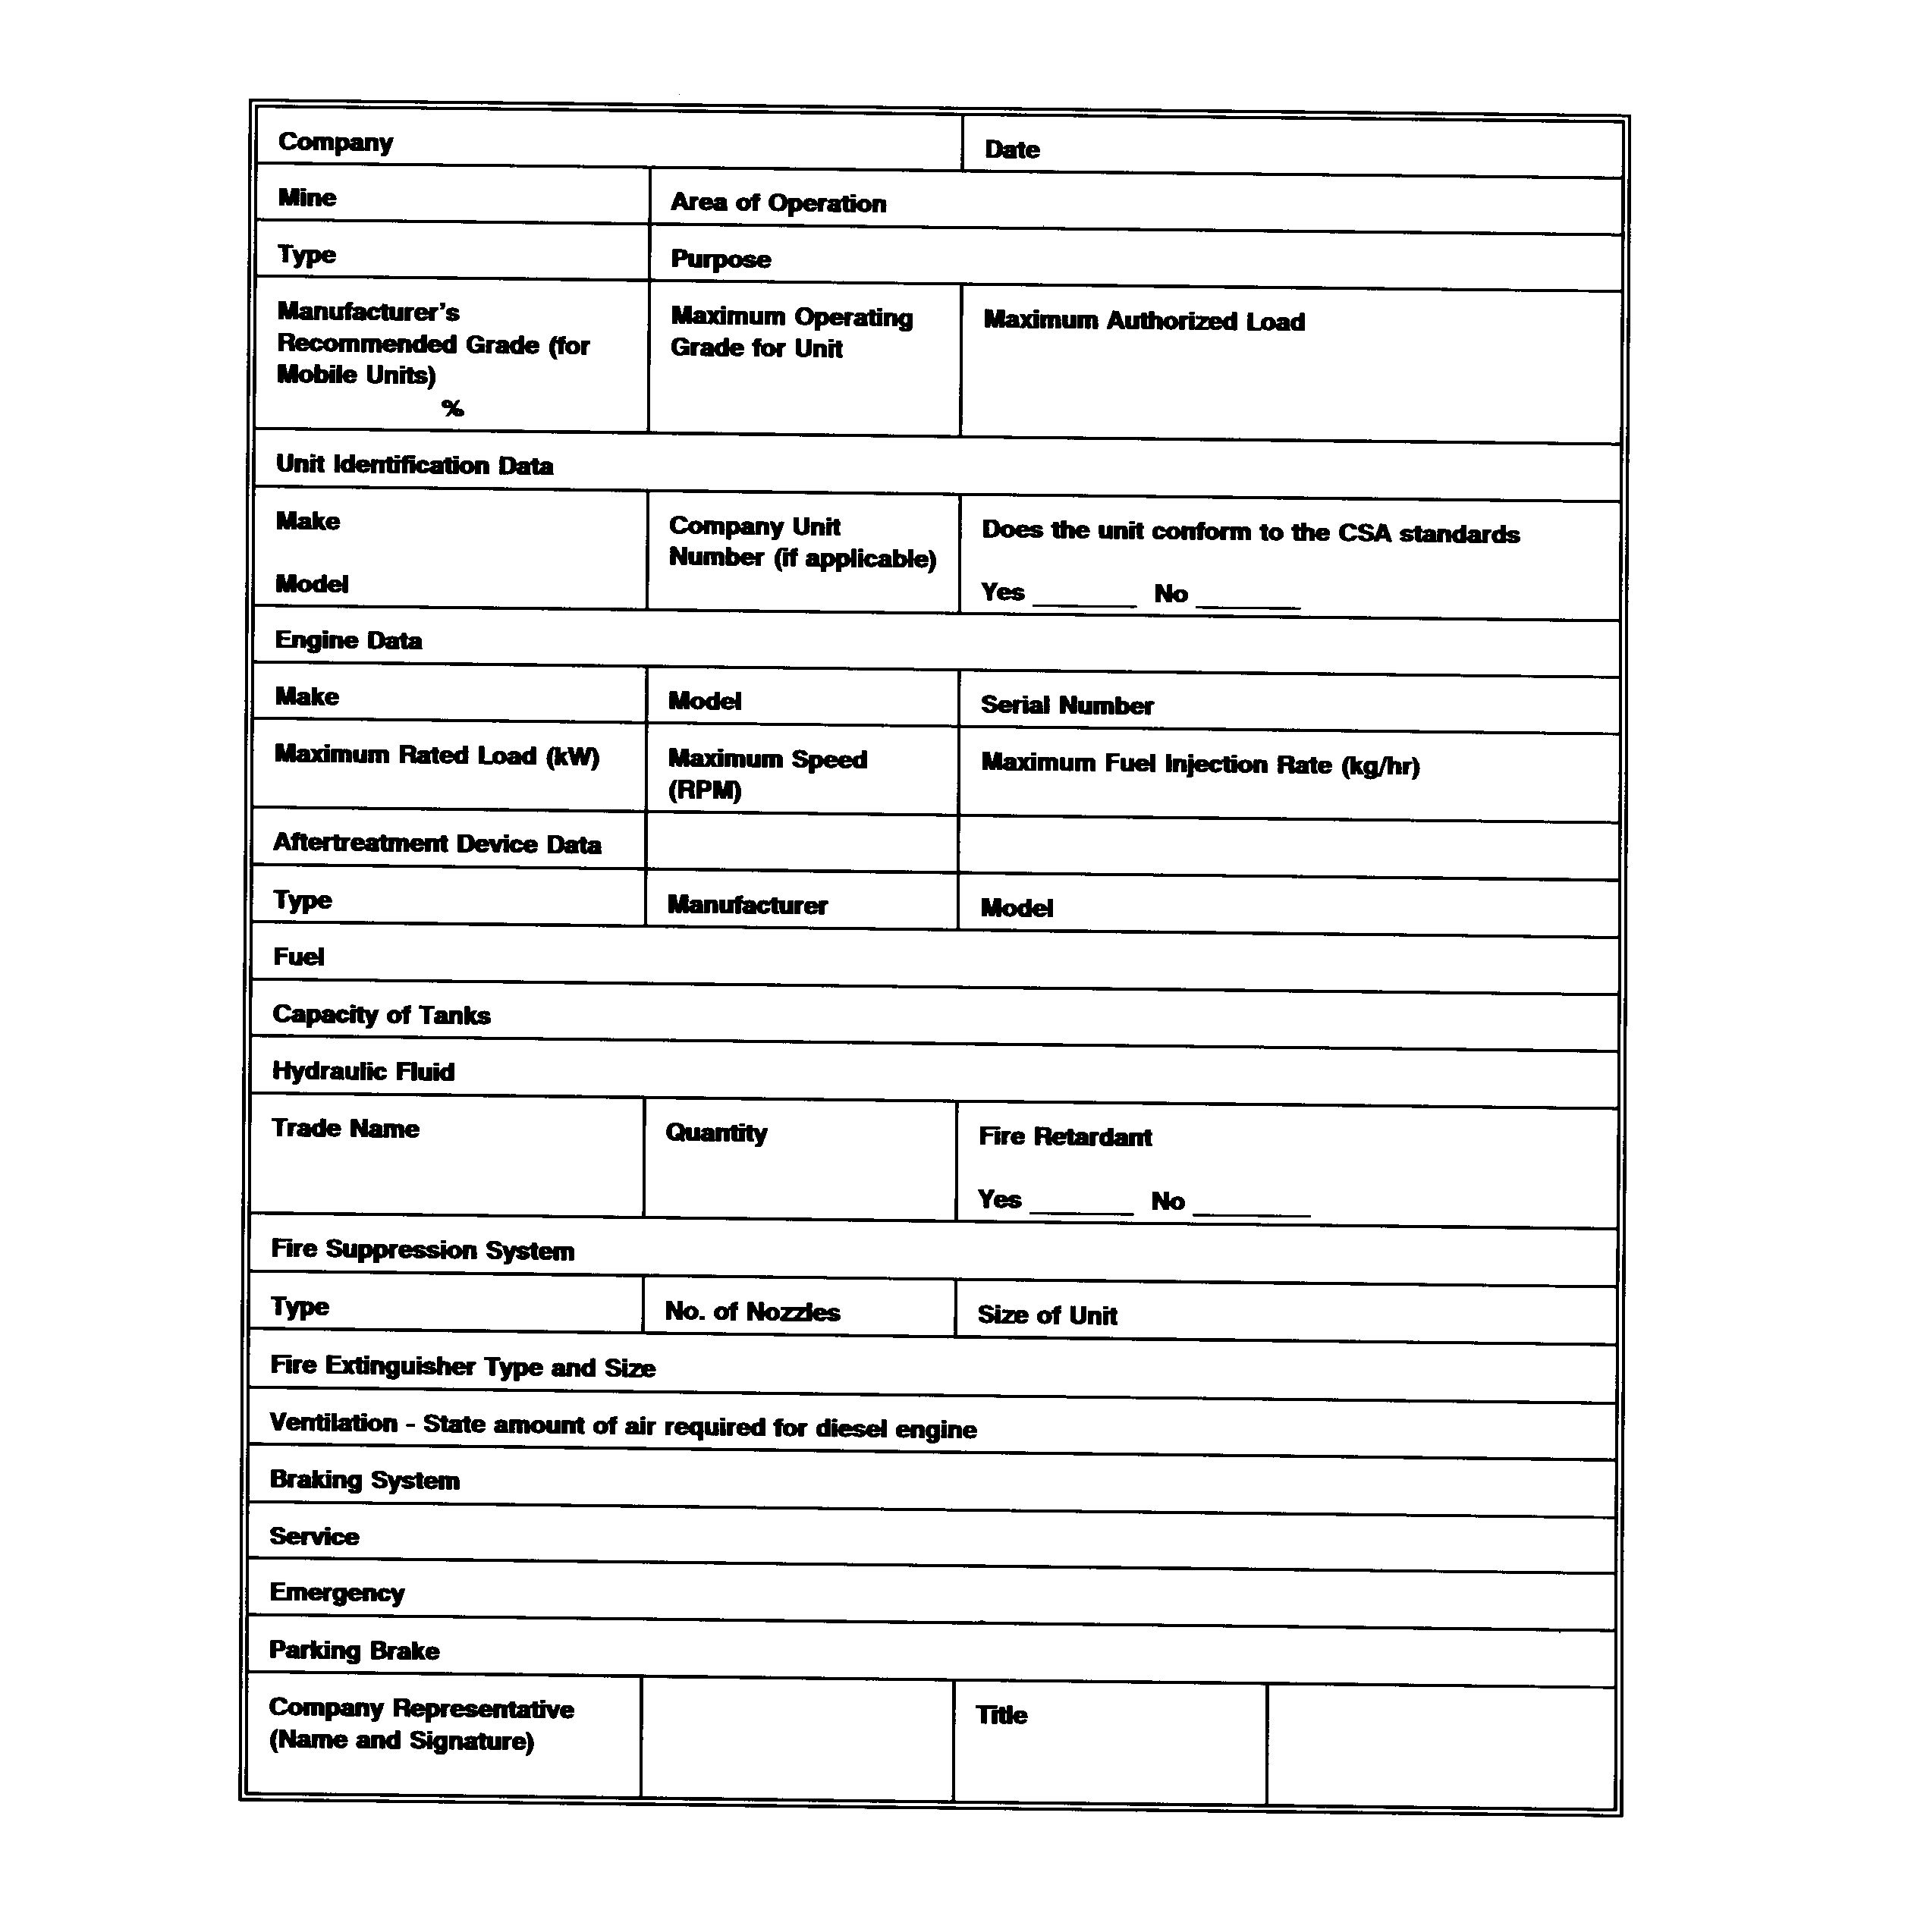 Company
Date
Mine
Area of Operation
Type
Purpose
Manufacturer's
Recommended Grade (for
Mobile Units)
%
Maximum Operating
Grade for Unit
Maximum Authorized Load
Unit Identification Data
Make
Model
Company Unit
Number (if applicable)
Does the unit conform to the CSA standards
Yes ________ No ________
Engine Data
Make
Model
Serial Number
Maximum Rated Load (kW)
Maximum Speed
(RPM)
Maximum Fuel Injection Rate (kg/hr)
Aftertreatment Device Data
Type
Manufacturer
Model
Fuel
Capacity of Tanks
Hydraulic Fluid
Trade Name
Quantity
Fire Retardant
Yes ________ No _________
Fire Suppression System
Type
No. of Nozzles
Size of Unit
Fire Extinguisher Type and Size
Ventilation - State amount of air required for diesel engine
Braking System
Service
Emergency
Parking Brake
Company Representative
(Name and Signature)
Title